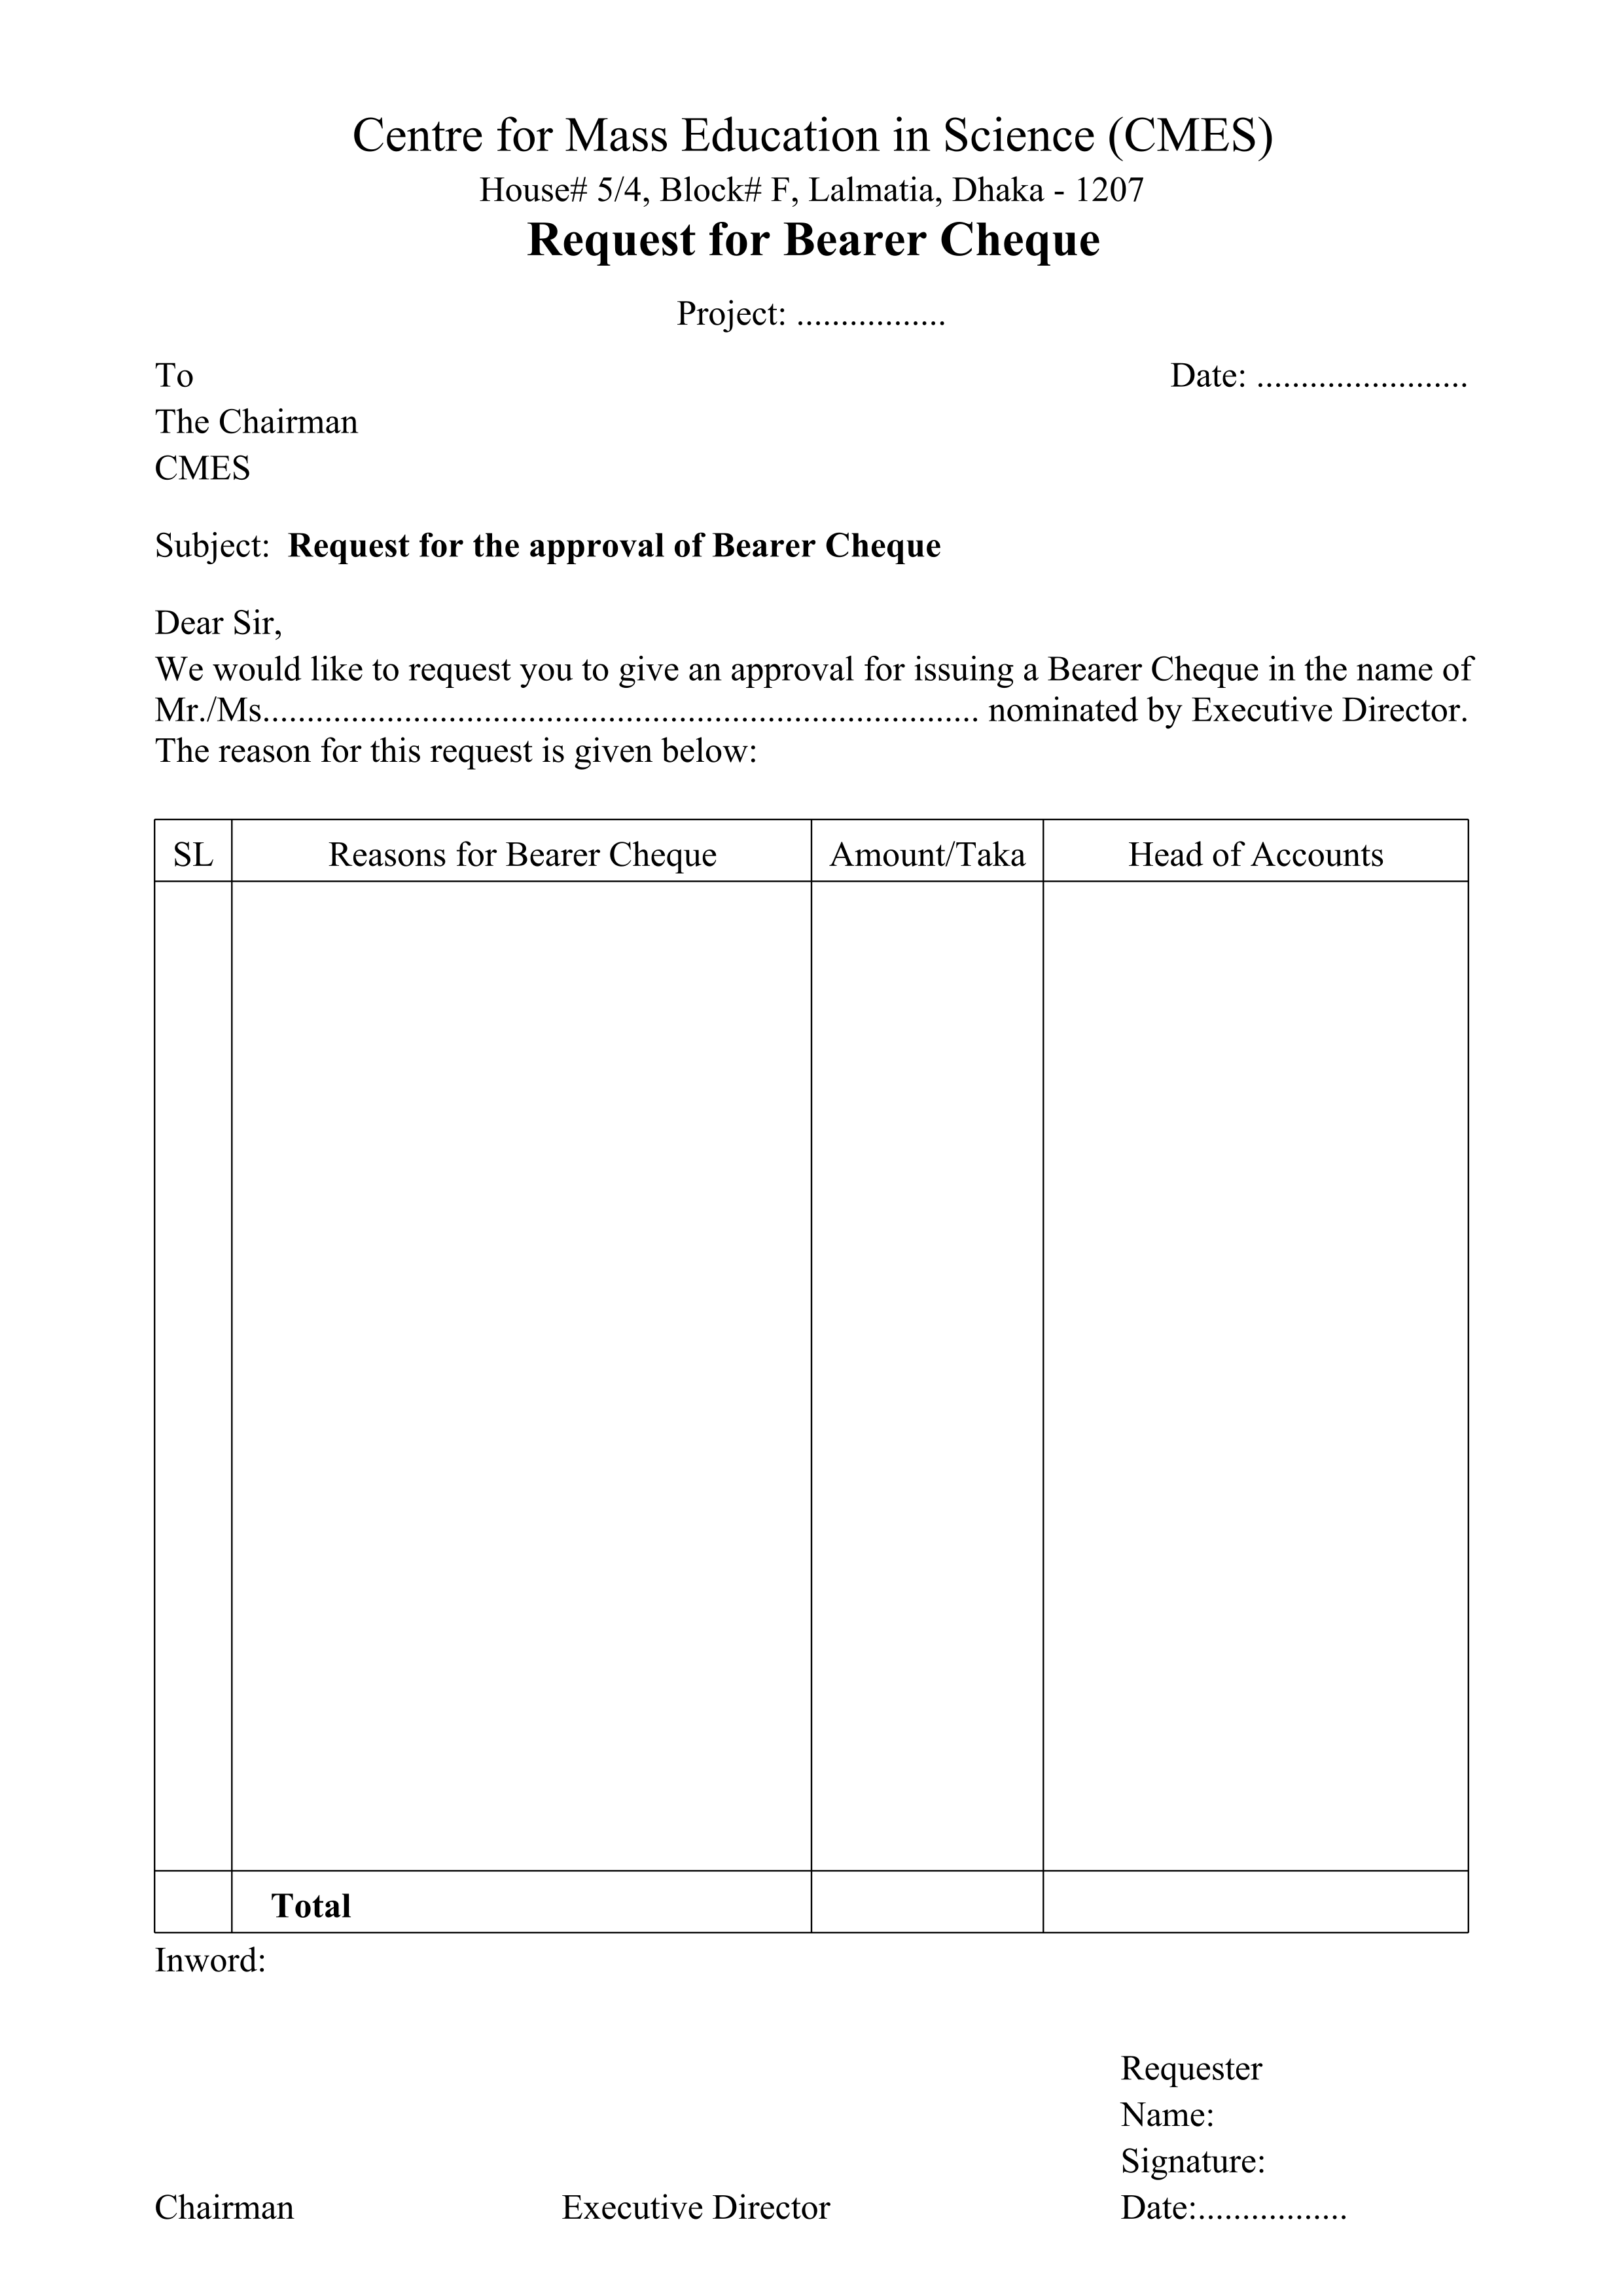 Centre for Mass Education in Science (CMES)
House# 5/4, Block# F, Lalmatia, Dhaka - 1207
Request for Bearer Cheque
Project: .................
To Date: ........................
The Chairman
CMES
Subject: Request for the approval of Bearer Cheque
Dear Sir,
We would like to request you to give an approval for issuing a Bearer Cheque in the name of
Mr./Ms.................................................................................. nominated by Executive Director.
The reason for this request is given below:
SL Reasons for Bearer Cheque Amount/Taka Head of Accounts
Total
Inword:
Requester
Name:
Signature:
Chairman Executive Director Date:.................